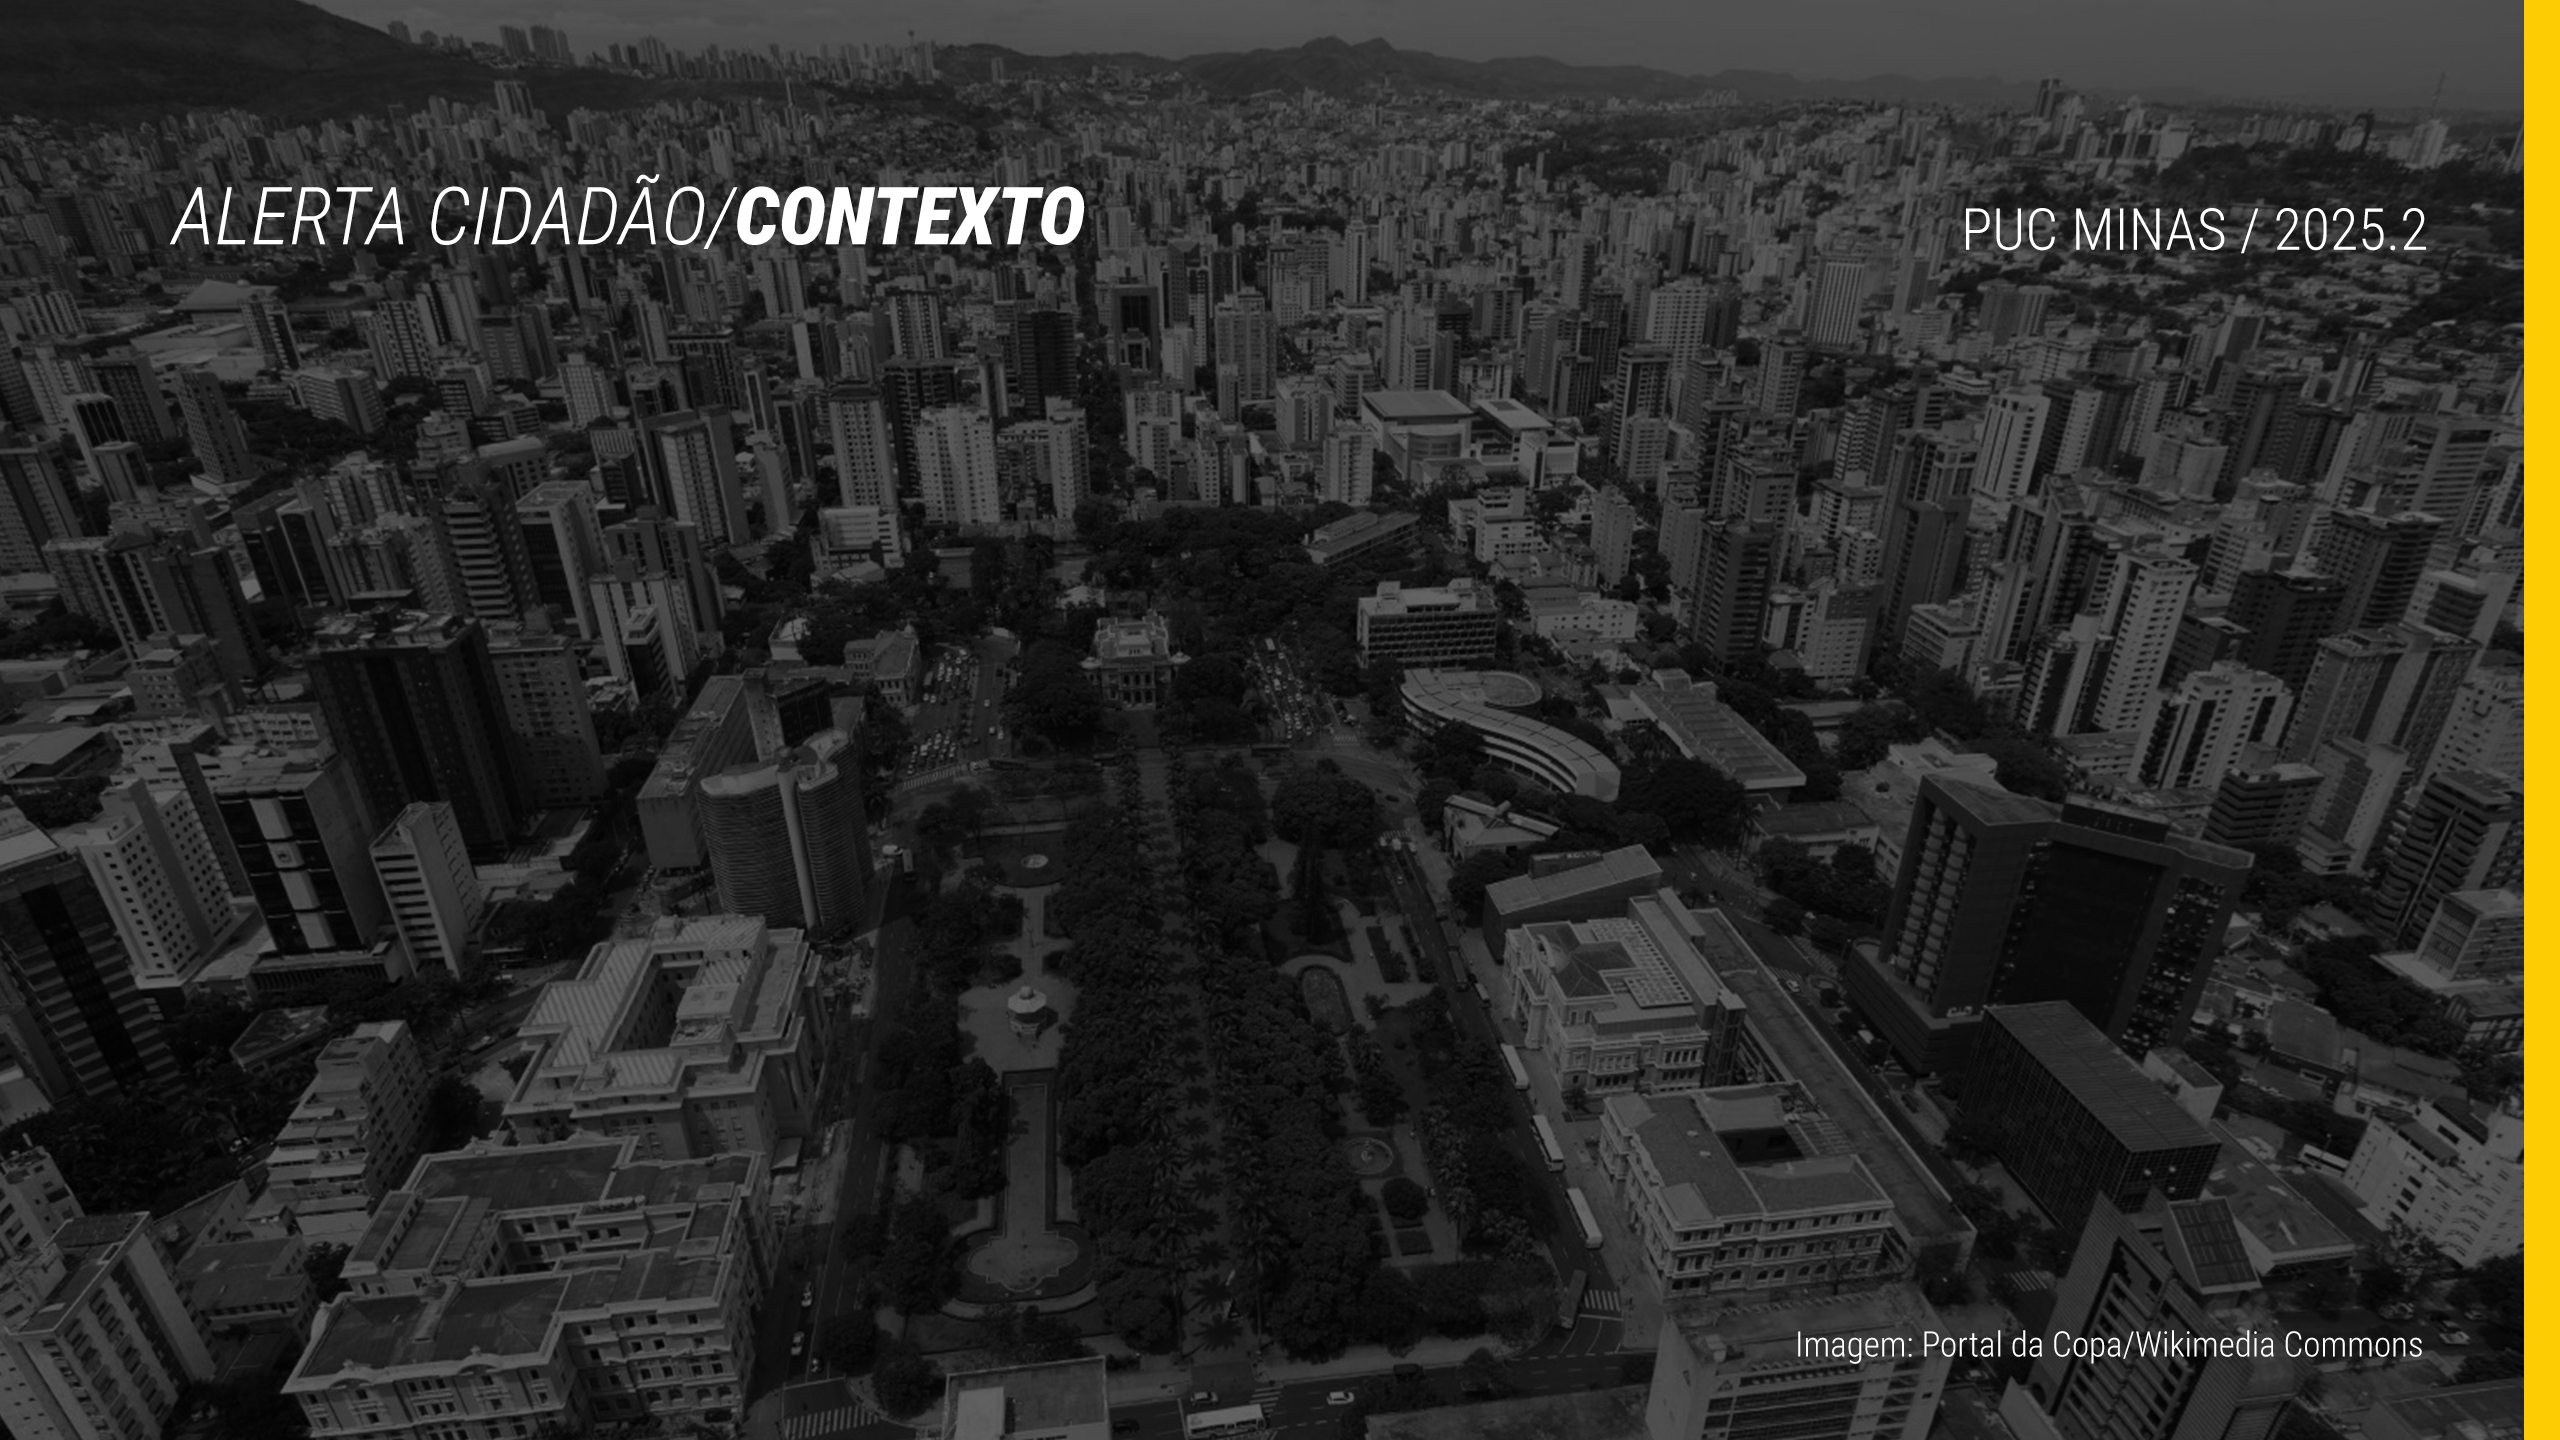 ALERTA CIDADÃO/CONTEXTO
PUC MINAS / 2025.2
Imagem: Portal da Copa/Wikimedia Commons